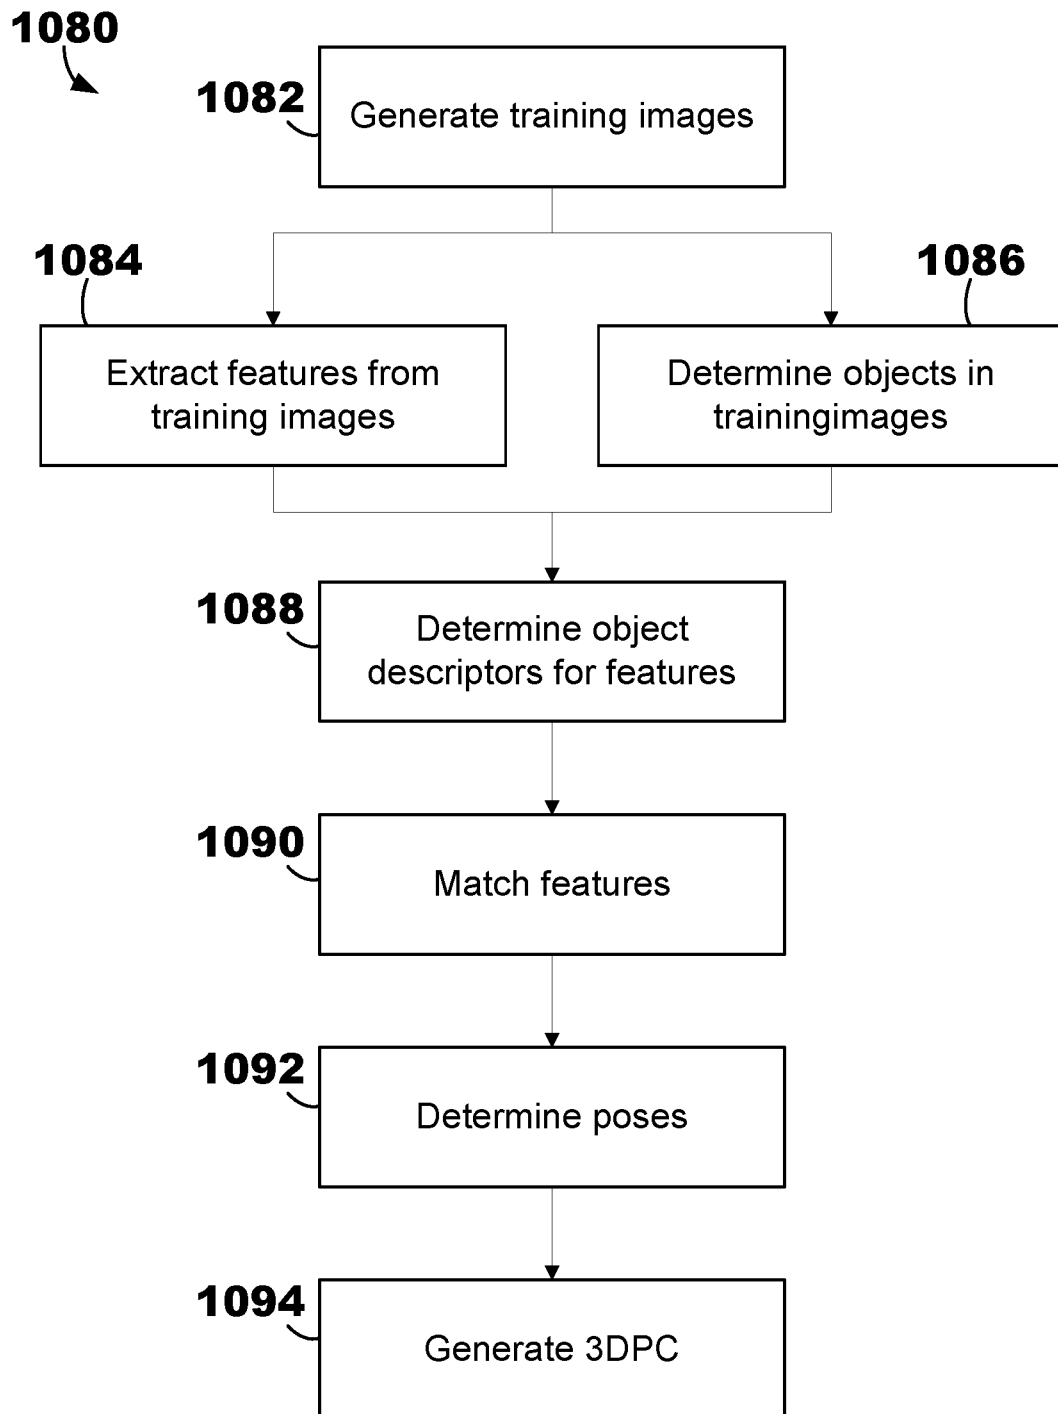 1080
1082
Generate training images
1084
1086
Extract features from
training images
Determine objects in
trainingimages
1088
Determine object
descriptors for features
1090
Match features
1092
Determine poses
1094
Generate 3DPC